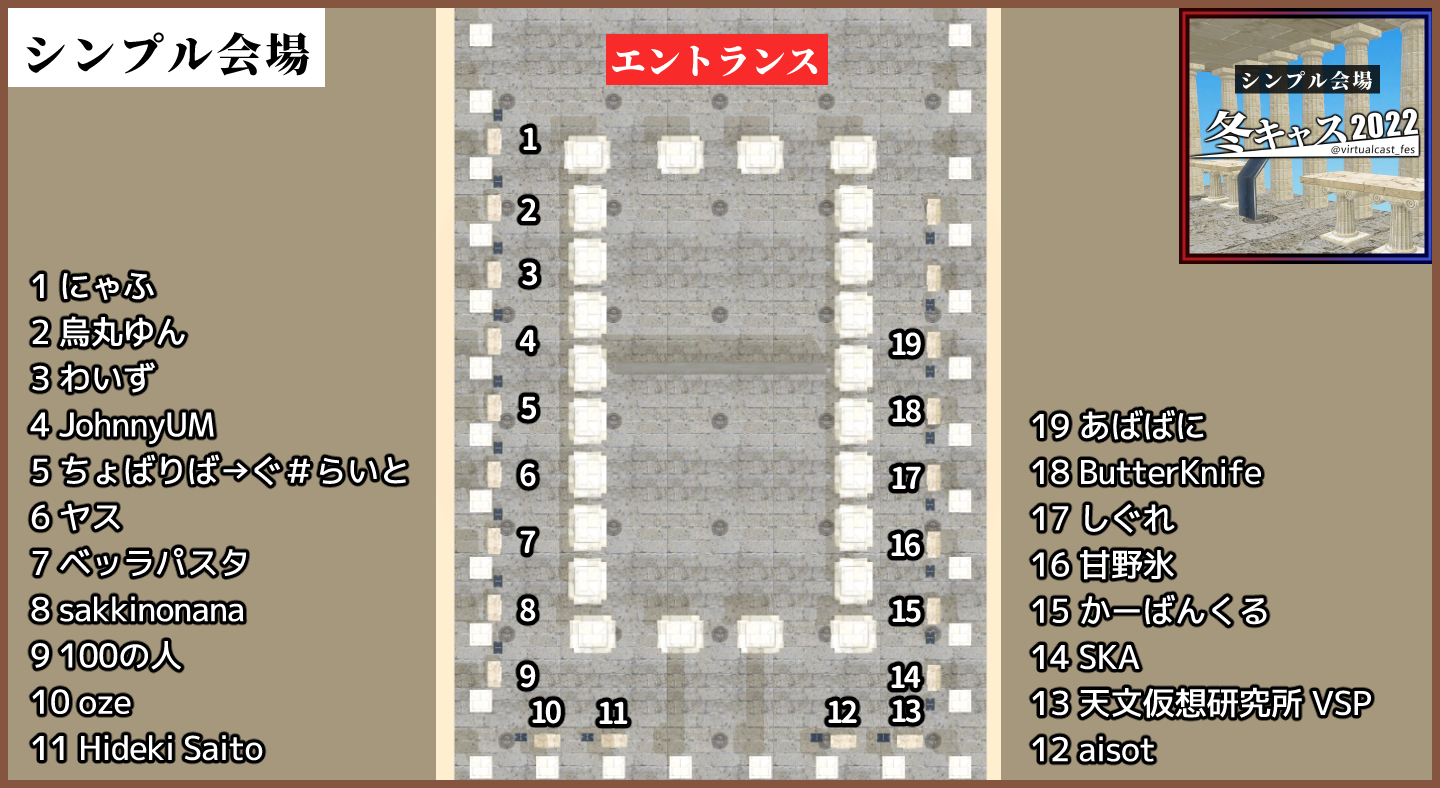 シンプル会場
エントランス
シンプル会場
冬キャス2022
@virtualcast_fes
1 にゃふ
2 烏丸ゆん
3 わいず
4 JohnnyUM
5 ちょばりば→ぐ#らいと
6 ヤス
7 ベッラパスタ
8 sakkinonana
9 100の人
10 oze
11 Hideki Saito
1
2
3
4
5
6
7
8
9
10
11
12
13
14
15
16
17
18
19
19 あばばに
18 ButterKnife
17 しぐれ
16 甘野氷
15 かーばんくる
14 SKA
13 天文仮想研究所 VSP
12 aisot